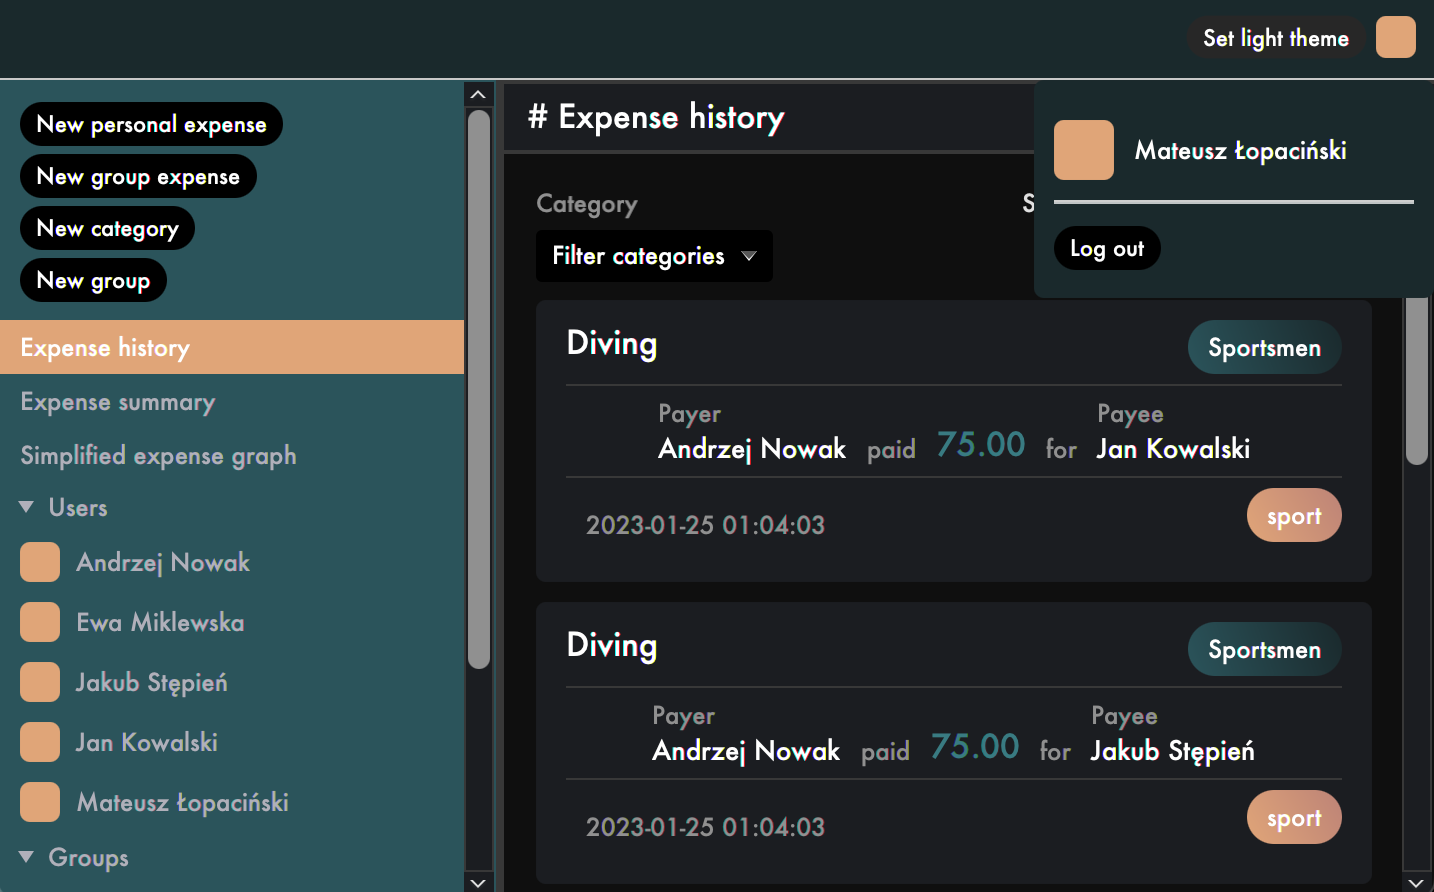 Set light theme
New personal expense
New group expense
New category
New group
Expense history
Expense summary
Simplified expense graph
Users
Andrzej Nowak
Ewa Miklewska
Jakub Stępień
Jan Kowalski
Mateusz Łopaciński
Groups
# Expense history
Mateusz Łopaciński
Log out
Category
Filter categories
Diving
Sportsmen
Payer
Payee
Andrzej Nowak paid 75.00 for Jan Kowalski
2023-01-25 01:04:03
sport
Diving
Sportsmen
Payer
Payee
Andrzej Nowak paid 75.00 for Jakub Stępień
2023-01-25 01:04:03
sport